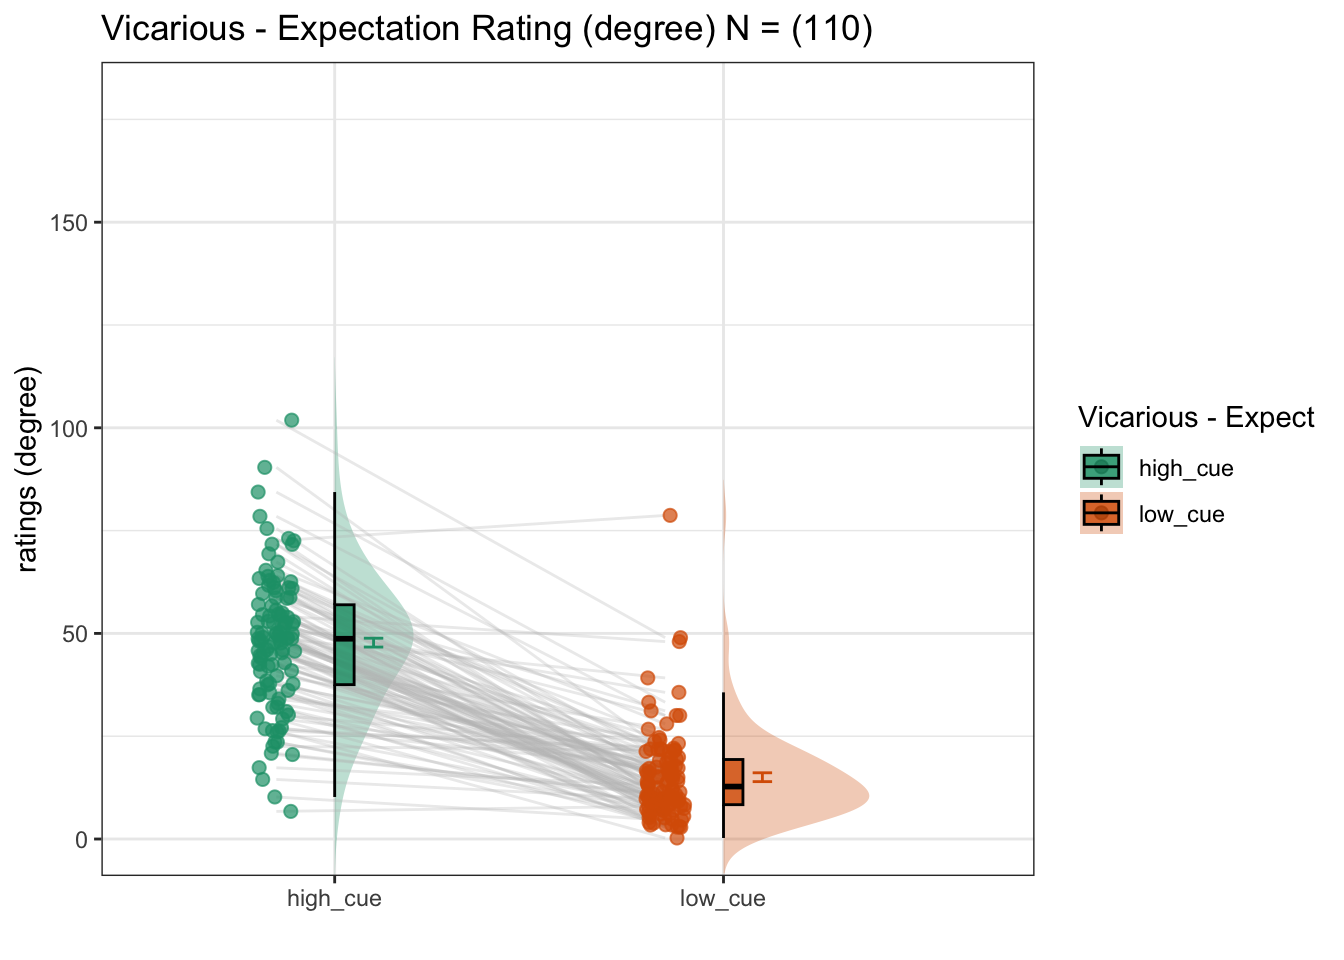 Vicarious - Expectation Rating (degree) N = (110)
ratings (degree)
150
100
50
0
high_cue
low_cue
Vicarious - Expect
high_cue
low_cue